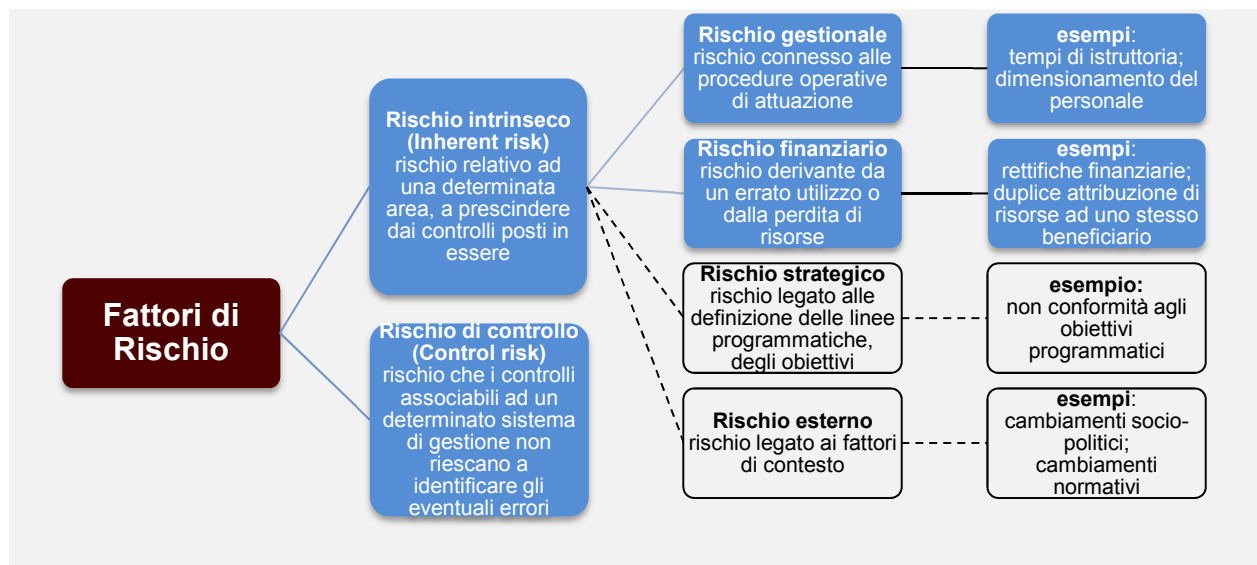 Fattori di
Rischio
Rischio intrinseco
(Inherent risk)
rischio relativo ad
una determinata
area, a prescindere
dai controlli posti in
essere
Rischio di controllo
(Control risk)
rischio che i controlli
associabili ad un
determinato sistema
di gestione non
riescano a
identificare gli
eventuali errori
Rischio gestionale
rischio connesso alle
procedure operative
di attuazione
esempi:
tempi di istruttoria;
dimensionamento del
personale
Rischio finanziario
rischio derivante da
un errato utilizzo o
dalla perdita di
risorse
esempi:
rettifiche finanziarie;
duplice attribuzione di
risorse ad uno stesso
beneficiario
Rischio strategico
rischio legato alle
definizione delle linee
programmatiche,
degli obiettivi
esempio:
non conformità agli
obiettivi
programmatici
Rischio esterno
rischio legato ai fattori
di contesto
esempi:
cambiamenti socio-
politici;
cambiamenti
normativi